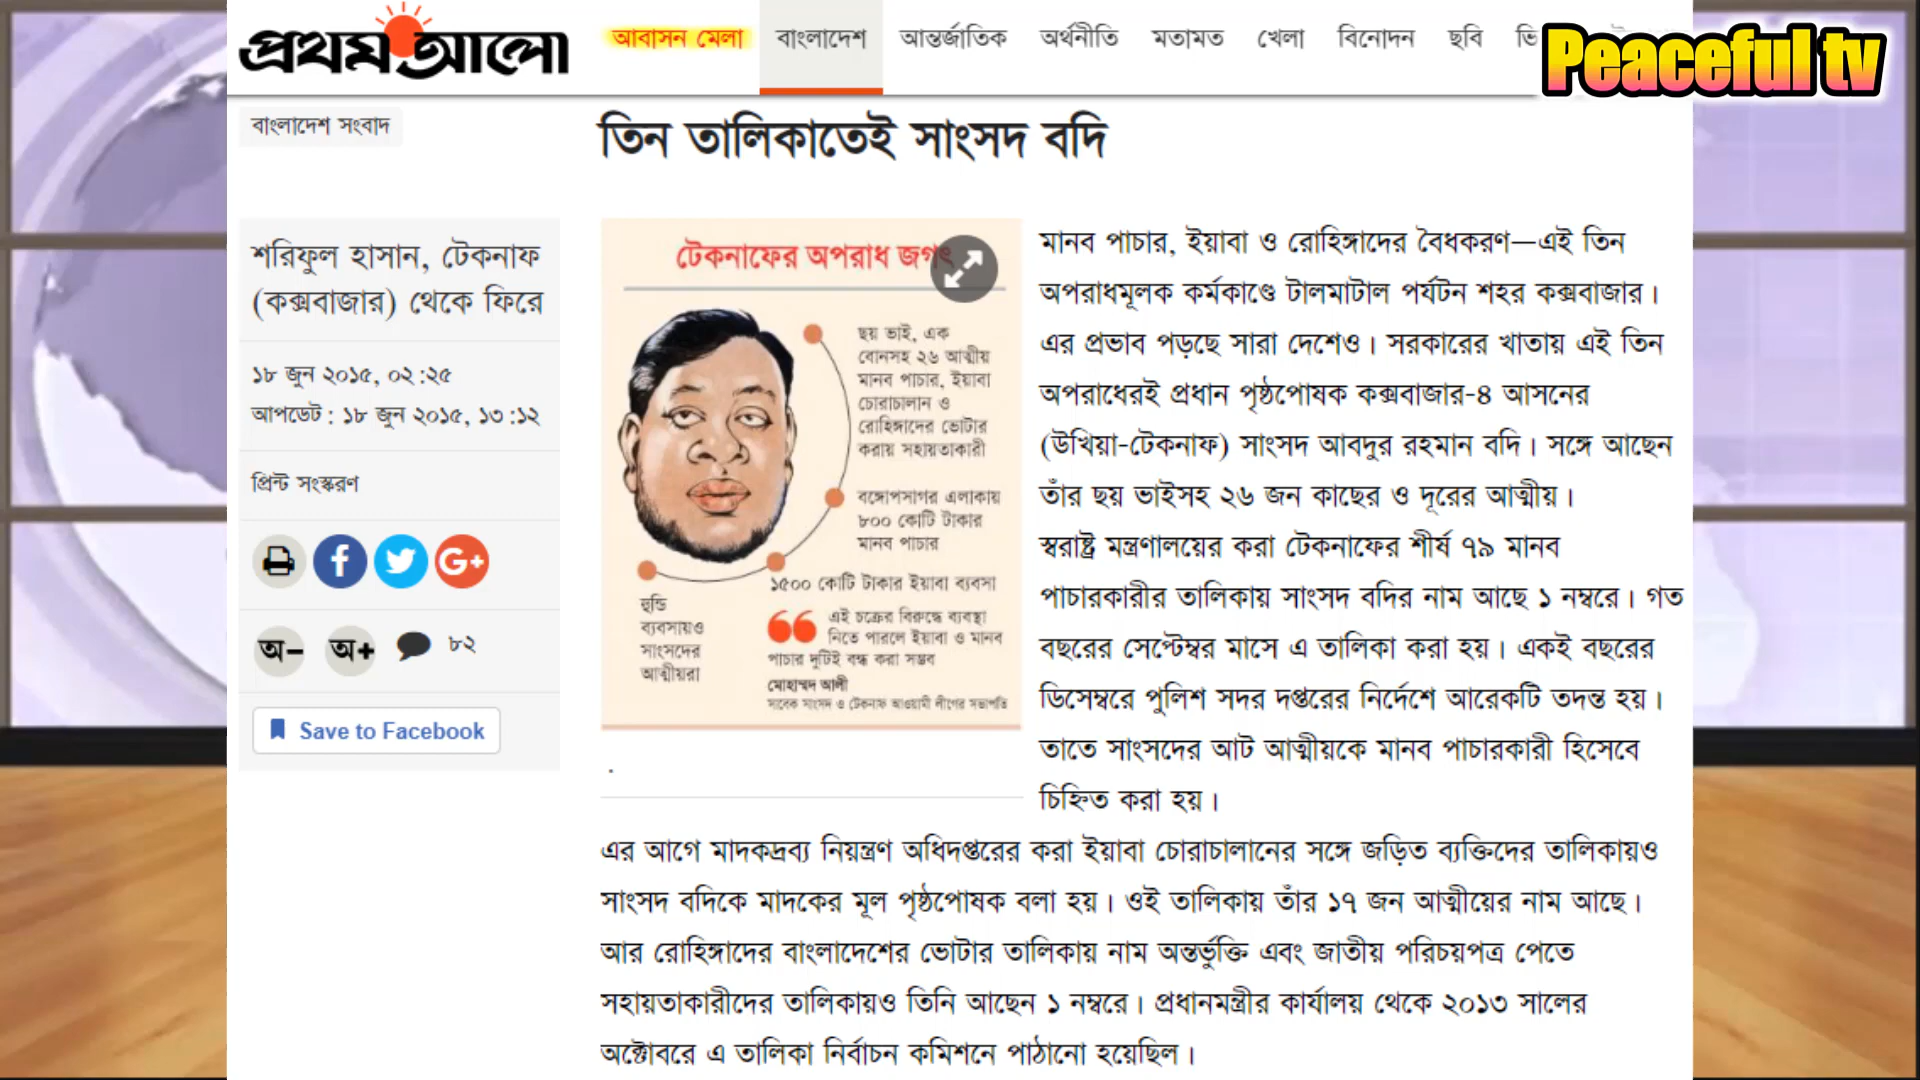 প্রথম আলো
আবাসন মেলা বাংলাদেশ আন্তর্জাতিক অর্থনীতি মতামত খেলা বিনোদন ছবি ভি
Peaceful tv
বাংলাদেশ সংবাদ
তিন তালিকাতেই সাংসদ বদি
শরিফুল হাসান, টেকনাফ
(কক্সবাজার) থেকে ফিরে
১৮ জুন ২০১৫, ০২:২৫
আপডেট: ১৮ জুন ২০১৫, ১৩:১২
প্রিন্ট সংস্করণ
f G+
অ- অ+ ৮২
Save to Facebook
টেকনাফের অপরাধ জগৎ
ছয় ভাই, এক
বোনসহ ২৬ আত্মীয়
মানব পাচার, ইয়াবা
চোরাচালান ও
রোহিঙ্গাদের ভোটার
করায় সহায়তাকারী
বঙ্গোপসাগর এলাকায়
৮০০ কোটি টাকার
মানব পাচার
১৫০০ কোটি টাকার ইয়াবা ব্যবসা
হুন্ডি
ব্যবসায়ও
সাংসদের
আত্মীয়রা
এই চক্রের বিরুদ্ধে ব্যবস্থা
নিতে পারলে ইয়াবা ও মানব
পাচার দুটিই বন্ধ করা সম্ভব
মোহাম্মদ আলী
সাবেক সাংসদ ও টেকনাফ আওয়ামী লীগের সভাপতি
মানব পাচার, ইয়াবা ও রোহিঙ্গাদের বৈধকরণ—এই তিন
অপরাধমূলক কর্মকাণ্ডে টালমাটাল পর্যটন শহর কক্সবাজার।
এর প্রভাব পড়ছে সারা দেশেও। সরকারের খাতায় এই তিন
অপরাধেরই প্রধান পৃষ্ঠপোষক কক্সবাজার-৪ আসনের
(উখিয়া-টেকনাফ) সাংসদ আবদুর রহমান বদি। সঙ্গে আছেন
তাঁর ছয় ভাইসহ ২৬ জন কাছের ও দূরের আত্মীয়।
স্বরাষ্ট্র মন্ত্রণালয়ের করা টেকনাফের শীর্ষ ৭৯ মানব
পাচারকারীর তালিকায় সাংসদ বদির নাম আছে ১ নম্বরে। গত
বছরের সেপ্টেম্বর মাসে এ তালিকা করা হয়। একই বছরের
ডিসেম্বরে পুলিশ সদর দপ্তরের নির্দেশে আরেকটি তদন্ত হয়।
তাতে সাংসদের আট আত্মীয়কে মানব পাচারকারী হিসেবে
চিহ্নিত করা হয়।
এর আগে মাদকদ্রব্য নিয়ন্ত্রণ অধিদপ্তরের করা ইয়াবা চোরাচালানের সঙ্গে জড়িত ব্যক্তিদের তালিকায়ও
সাংসদ বদিকে মাদকের মূল পৃষ্ঠপোষক বলা হয়। ওই তালিকায় তাঁর ১৭ জন আত্মীয়ের নাম আছে।
আর রোহিঙ্গাদের বাংলাদেশের ভোটার তালিকায় নাম অন্তর্ভুক্তি এবং জাতীয় পরিচয়পত্র পেতে
সহায়তাকারীদের তালিকায়ও তিনি আছেন ১ নম্বরে। প্রধানমন্ত্রীর কার্যালয় থেকে ২০১৩ সালের
অক্টোবরে এ তালিকা নির্বাচন কমিশনে পাঠানো হয়েছিল।